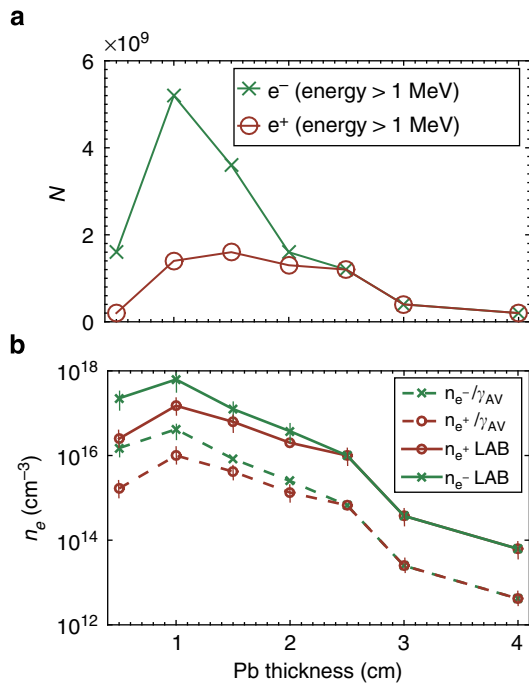 a
×10⁹
6
4
2
0
N
e⁻ (energy > 1 MeV)
e⁺ (energy > 1 MeV)
b
10¹⁸
10¹⁶
10¹⁴
10¹²
nₑ (cm⁻³)
n_e⁻/γ_AV
n_e⁺/γ_AV
n_e⁺ LAB
n_e⁻ LAB
1 2 3 4
Pb thickness (cm)